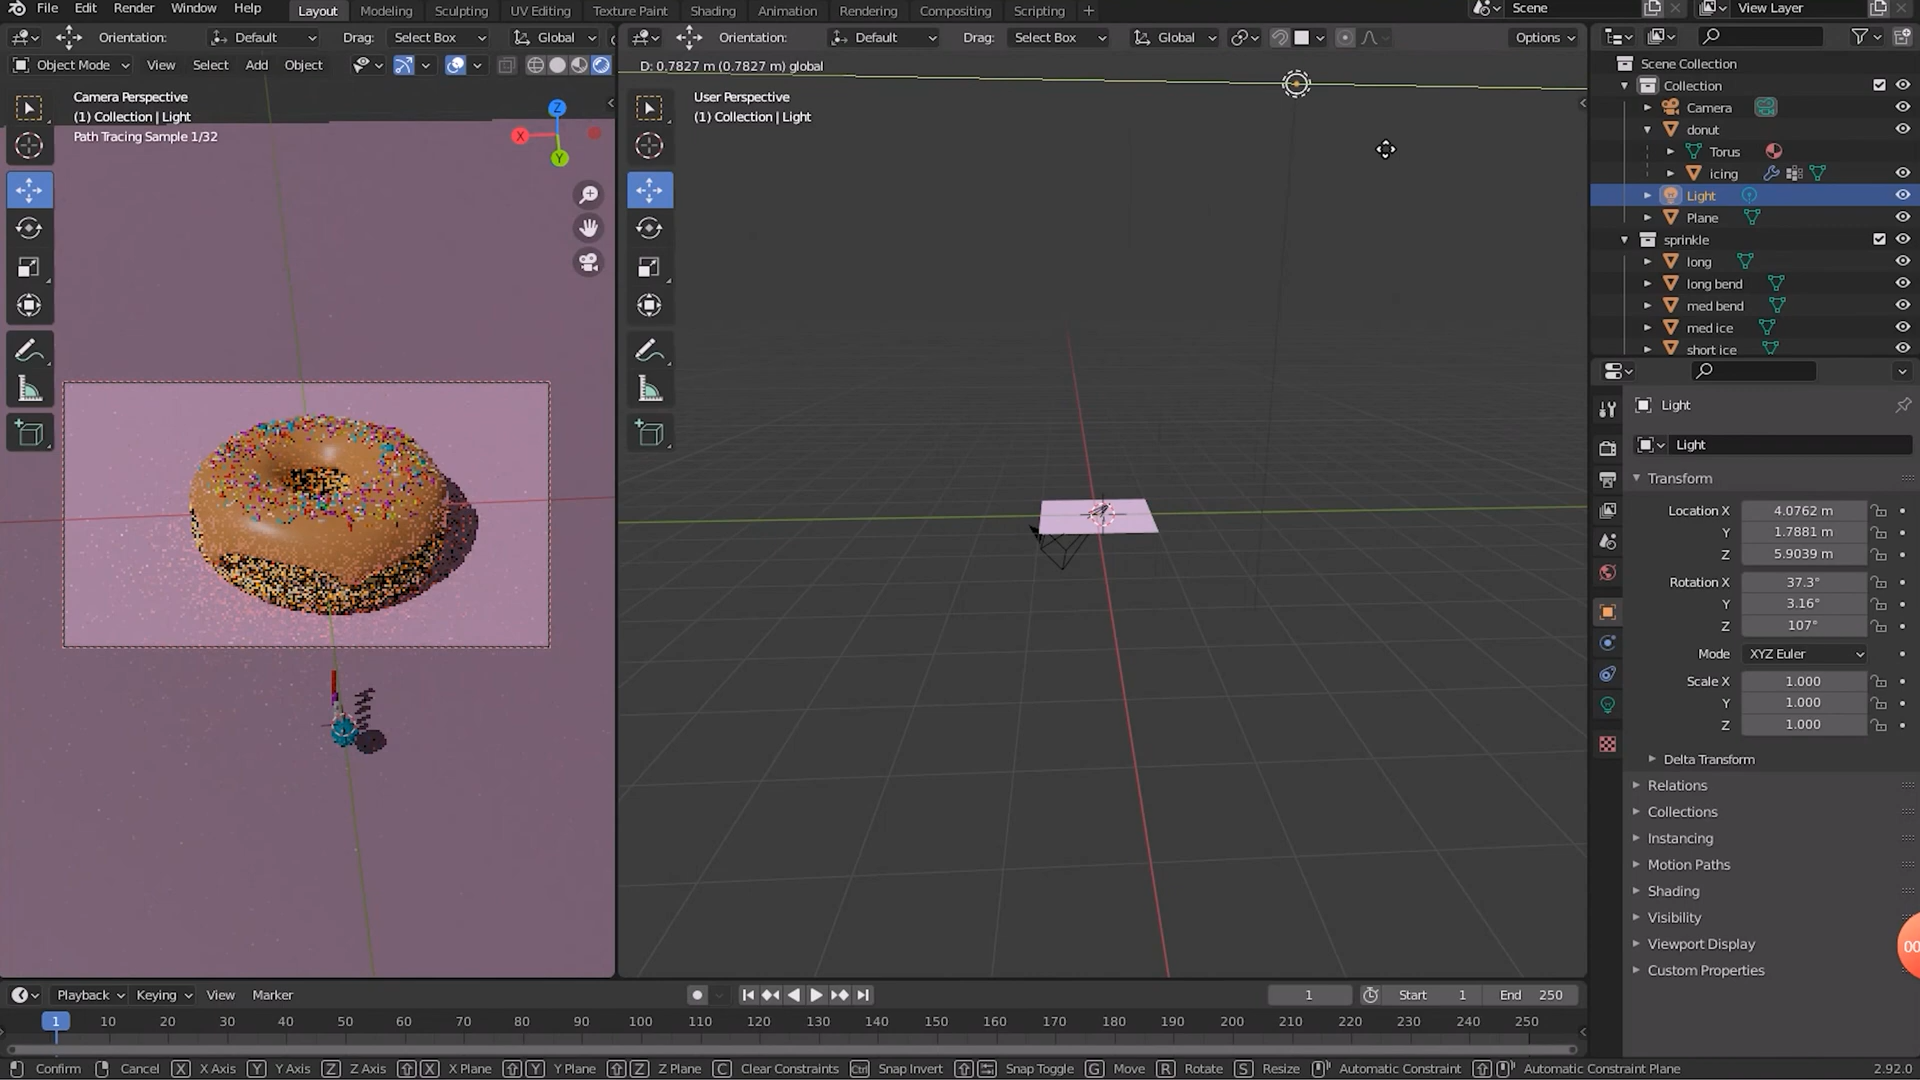 File Edit Render Window Help Layout Modeling Sculpting UV Editing Texture Paint Shading Animation Rendering Compositing Scripting + Scene View Layer
Orientation: Default Drag: Select Box Global Orientation: Default Drag: Select Box Global Options
Object Mode View Select Add Object D: 0.7827 m (0.7827 m) global
Camera Perspective
(1) Collection | Light
Path Tracing Sample 1/32
Z
X
Y
User Perspective
(1) Collection | Light
Scene Collection
Collection
Camera
donut
Torus
icing
Light
Plane
sprinkle
long
long bend
med bend
med ice
short ice
Light
Light
Transform
Location X 4.0762 m
Y 1.7881 m
Z 5.9039 m
Rotation X 37.3°
Y 3.16°
Z 107°
Mode XYZ Euler
Scale X 1.000
Y 1.000
Z 1.000
Delta Transform
Relations
Collections
Instancing
Motion Paths
Shading
Visibility
Viewport Display
Custom Properties
00
Playback Keying View Marker 1 Start 1 End 250
1 10 20 30 40 50 60 70 80 90 100 110 120 130 140 150 160 170 180 190 200 210 220 230 240 250
Confirm Cancel X X Axis Y Y Axis Z Z Axis X X Plane Y Y Plane Z Z Plane C Clear Constraints Ctrl Snap Invert Snap Toggle G Move R Rotate S Resize Automatic Constraint Automatic Constraint Plane 2.92.0